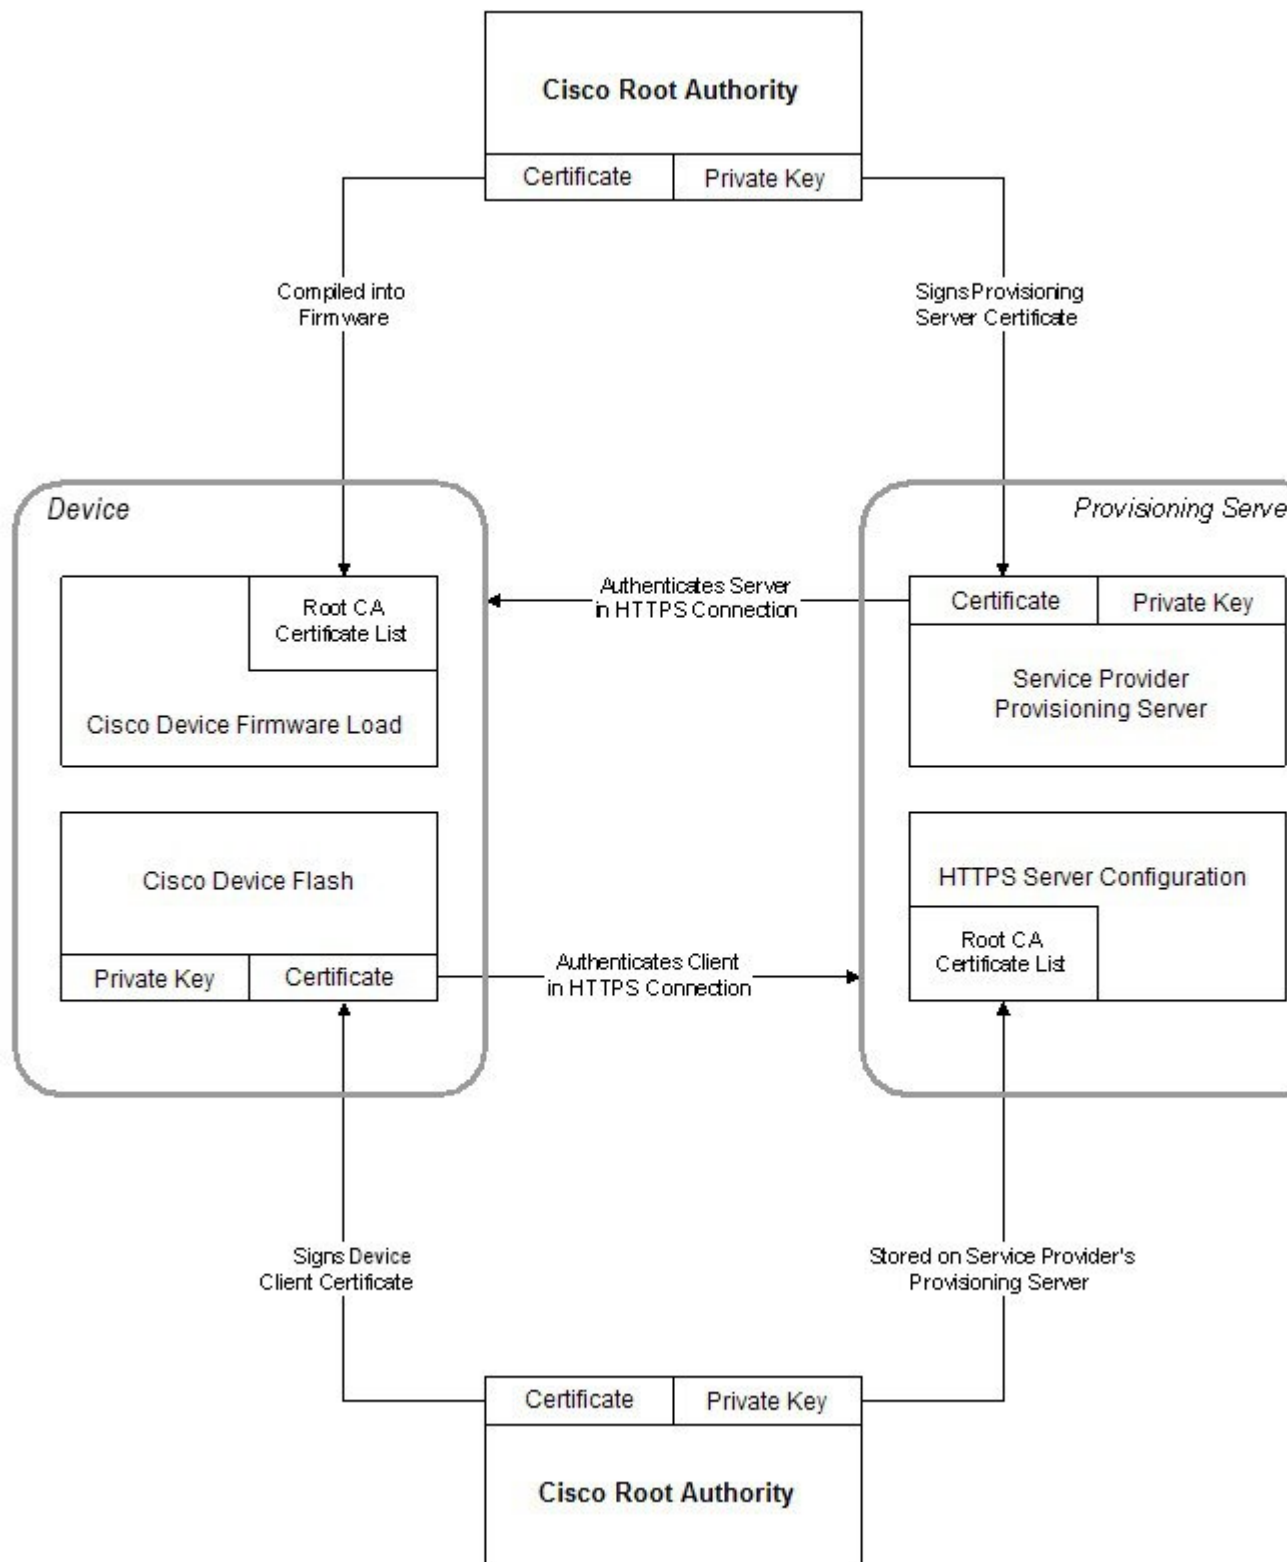 Cisco Root Authority
Certificate
Private Key
Compiled into
Firmware
Signs Provisioning
Server Certificate
Device
Provisioning Serve
Root CA
Certificate List
Cisco Device Firmware Load
Authenticates Server
in HTTPS Connection
Certificate
Private Key
Service Provider
Provisioning Server
Cisco Device Flash
Private Key
Certificate
Authenticates Client
in HTTPS Connection
HTTPS Server Configuration
Root CA
Certificate List
Signs Device
Client Certificate
Stored on Service Provider's
Provisioning Server
Certificate
Private Key
Cisco Root Authority